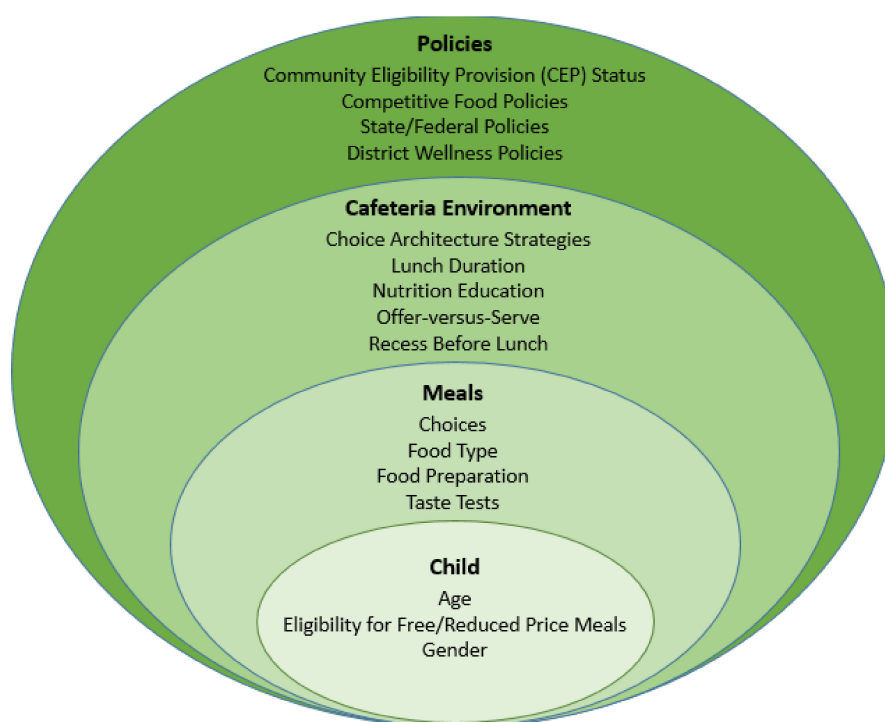 Policies
Community Eligibility Provision (CEP) Status
Competitive Food Policies
State/Federal Policies
District Wellness Policies
Cafeteria Environment
Choice Architecture Strategies
Lunch Duration
Nutrition Education
Offer-versus-Serve
Recess Before Lunch
Meals
Choices
Food Type
Food Preparation
Taste Tests
Child
Age
Eligibility for Free/Reduced Price Meals
Gender